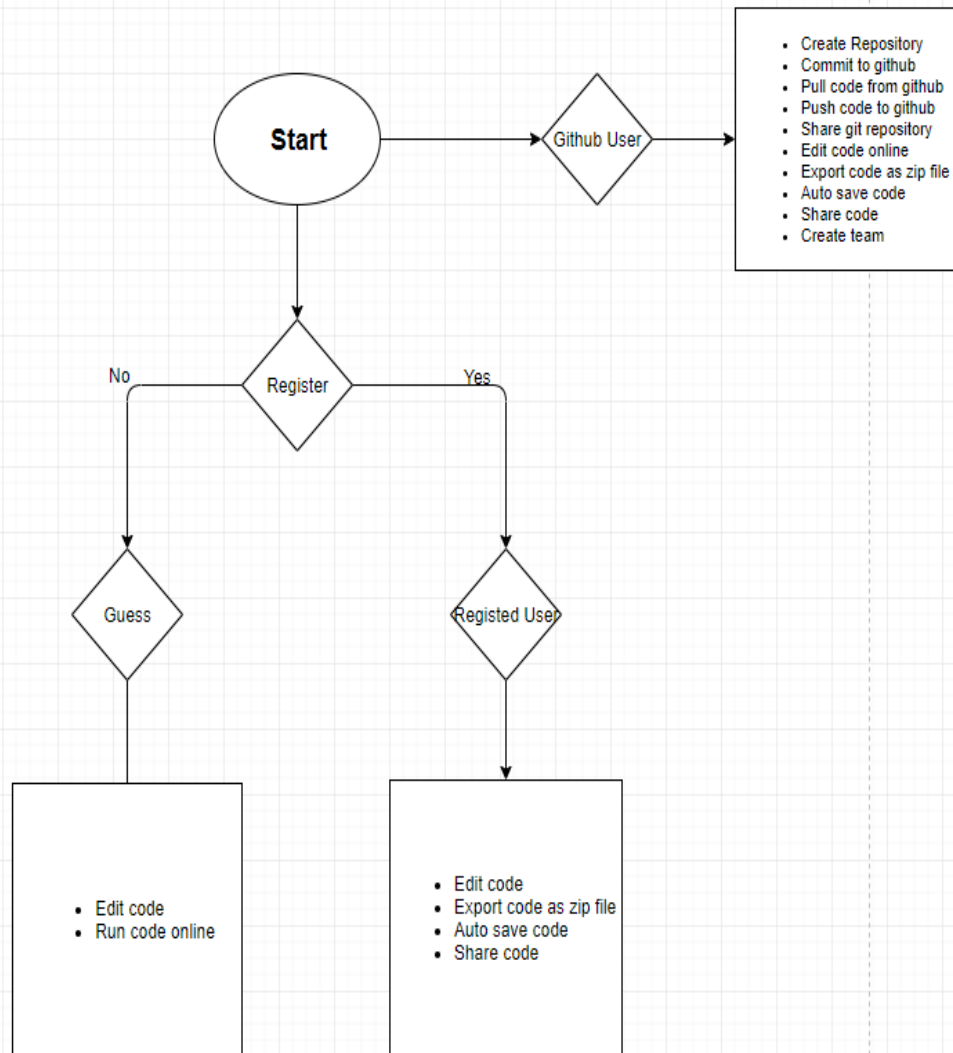 Start
Github User
• Create Repository
• Commit to github
• Pull code from github
• Push code to github
• Share git repository
• Edit code online
• Export code as zip file
• Auto save code
• Share code
• Create team
Register
No
Yes
Guess
Registed User
• Edit code
• Run code online
• Edit code
• Export code as zip file
• Auto save code
• Share code